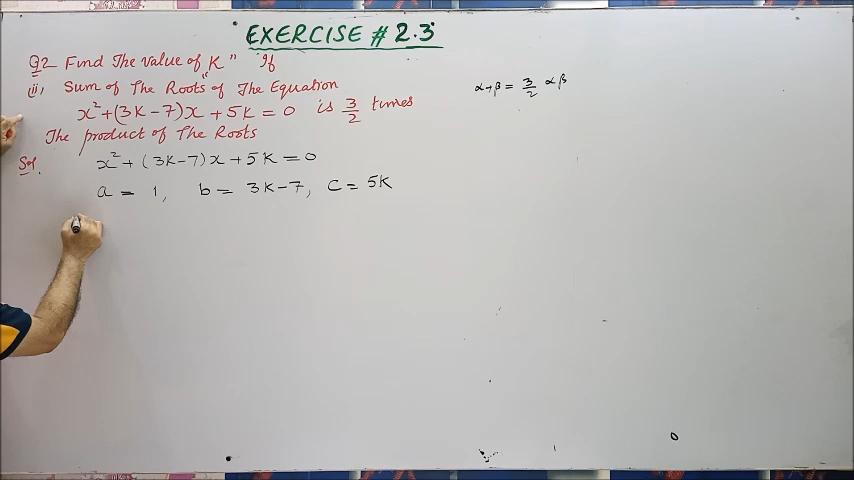 EXERCISE # 2.3
Q2 Find The value of "K" If
(ii) Sum of The Roots of The Equation
x² + (3K - 7)x + 5K = 0 is 3/2 times
The product of The Roots
α + β = 3/2 αβ
Sol.
x² + (3K - 7)x + 5K = 0
a = 1, b = 3K - 7, c = 5K